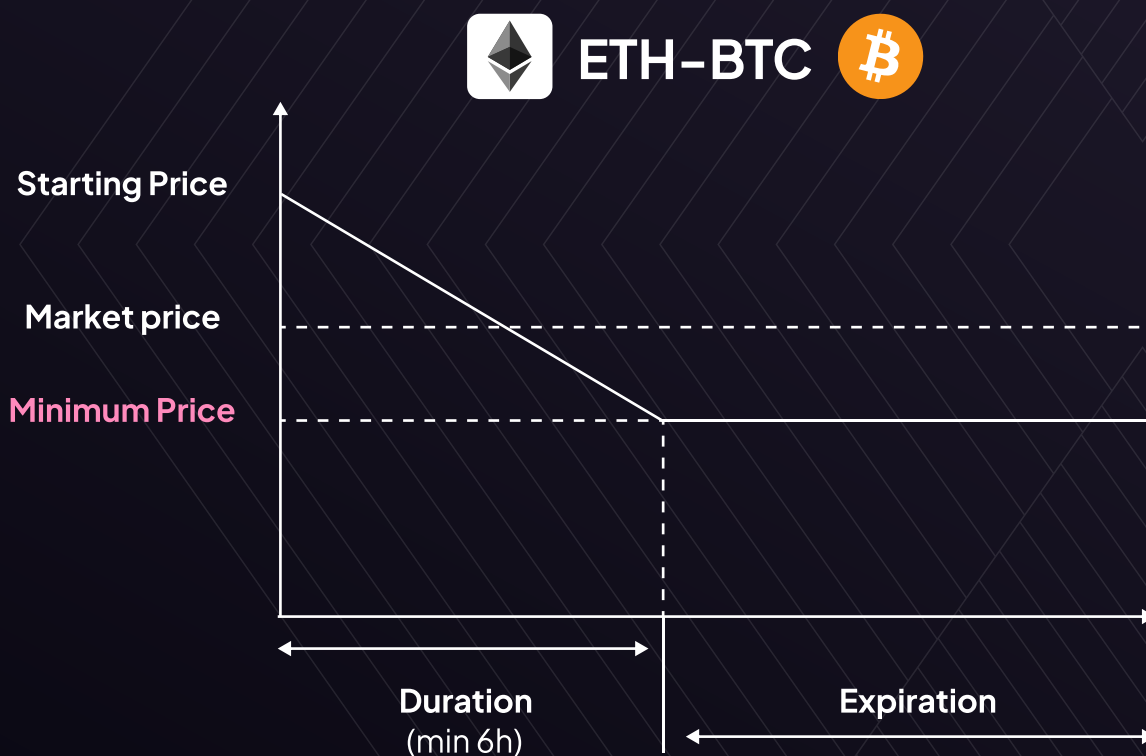 ETH-BTC
Starting Price
Market price
Minimum Price
Duration
(min 6h)
Expiration